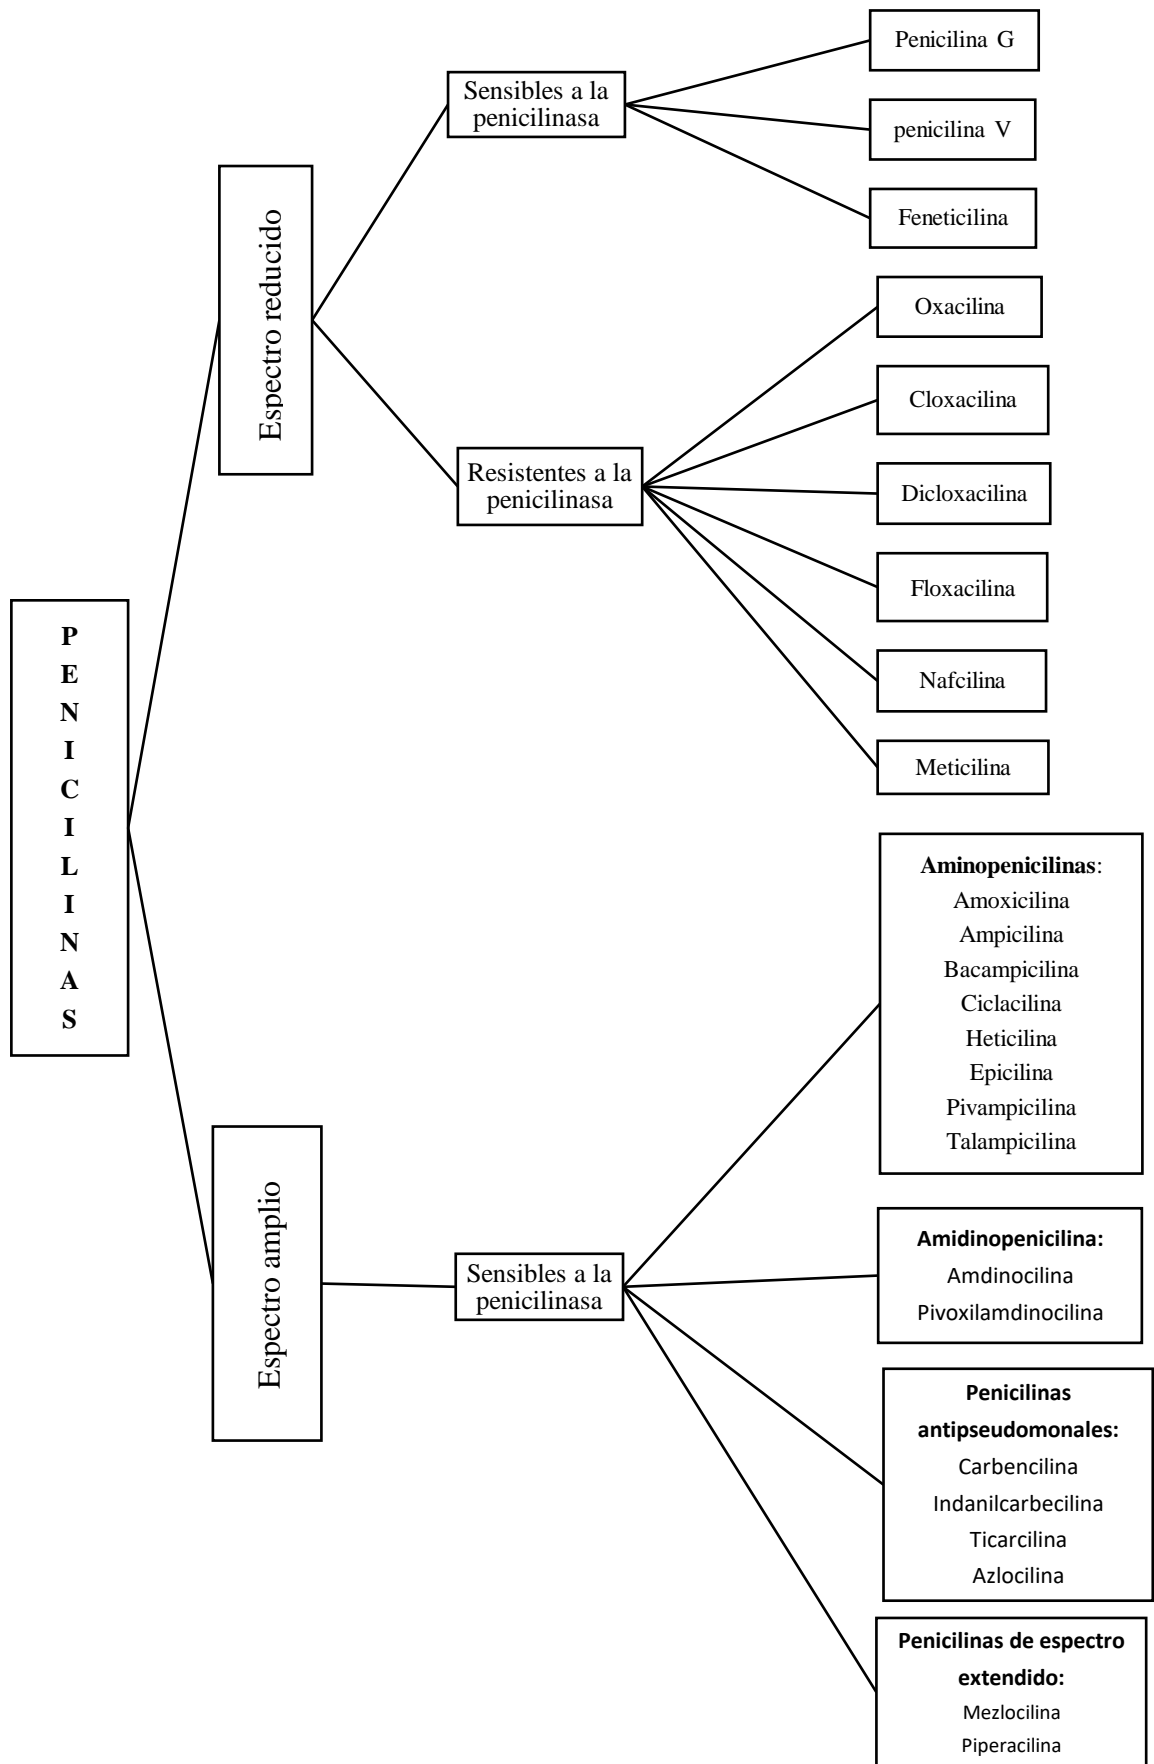 PENICILINAS
Espectro reducido
Sensibles a la
penicilinasa
Penicilina G
penicilina V
Feneticilina
Resistentes a la
penicilinasa
Oxacilina
Cloxacilina
Dicloxacilina
Floxacilina
Nafcilina
Meticilina
Espectro amplio
Sensibles a la
penicilinasa
Aminopenicilinas:
Amoxicilina
Ampicilina
Bacampicilina
Ciclacilina
Heticilina
Epicilina
Pivampicilina
Talampicilina
Amidinopenicilina:
Amdinocilina
Pivoxilamdinocilina
Penicilinas
antipseudomonales:
Carbencilina
Indanilcarbecilina
Ticarcilina
Azlocilina
Penicilinas de espectro
extendido:
Mezlocilina
Piperacilina